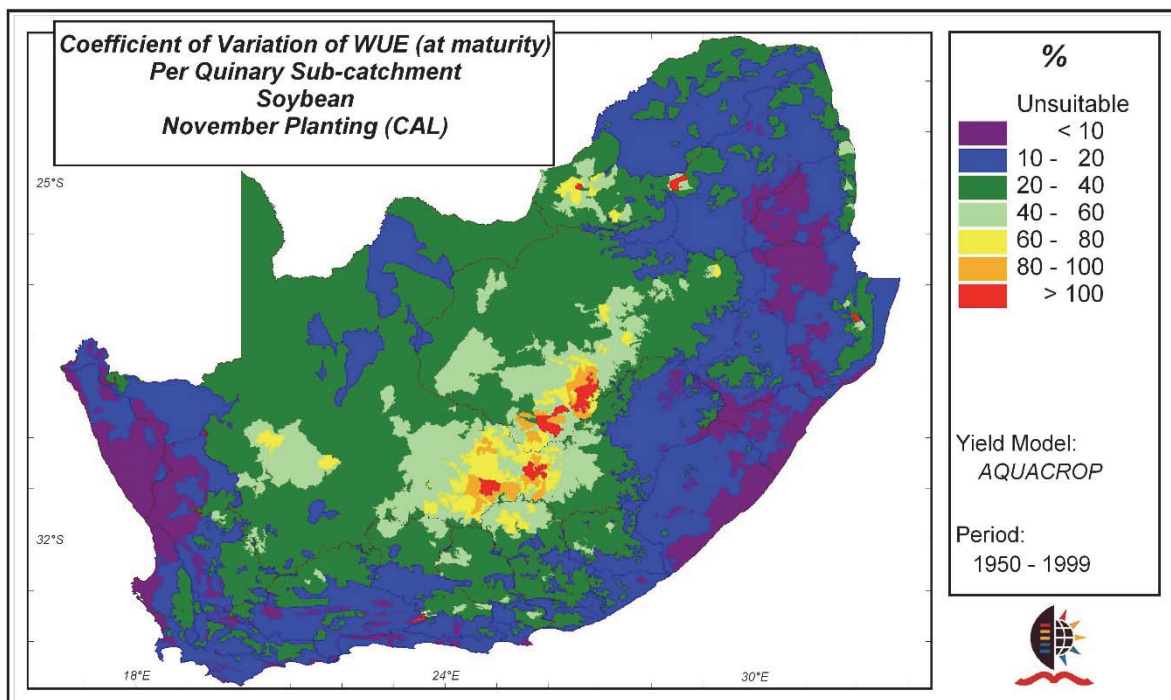 Coefficient of Variation of WUE (at maturity)
Per Quinary Sub-catchment
Soybean
November Planting (CAL)
25°S
32°S
18°E
24°E
30°E
%
Unsuitable
< 10
10 - 20
20 - 40
40 - 60
60 - 80
80 - 100
> 100
Yield Model:
AQUACROP
Period:
1950 - 1999